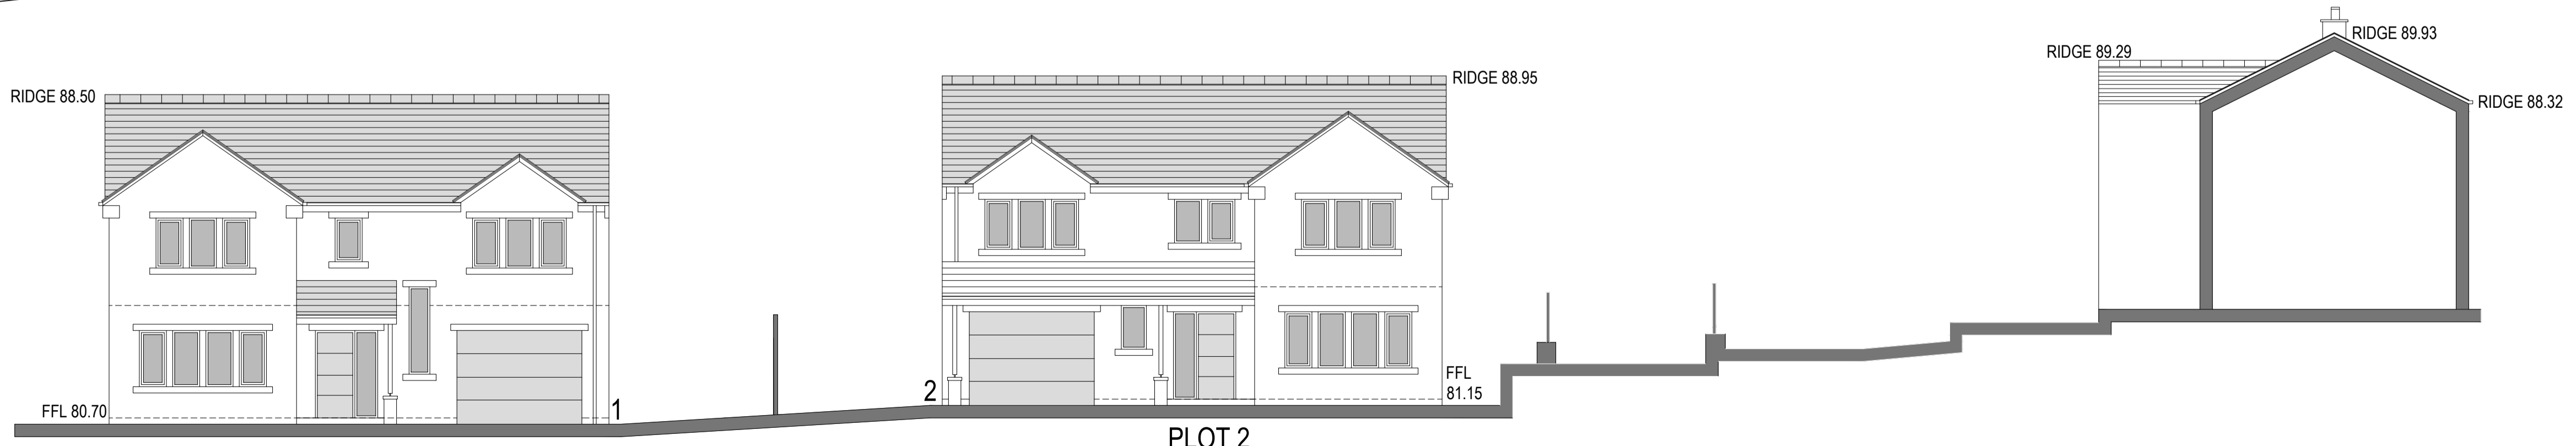 RIDGE 88.50
FFL 80.70
1
2
RIDGE 88.95
FFL
81.15
PLOT 2
RIDGE 89.29
RIDGE 89.93
RIDGE 88.32